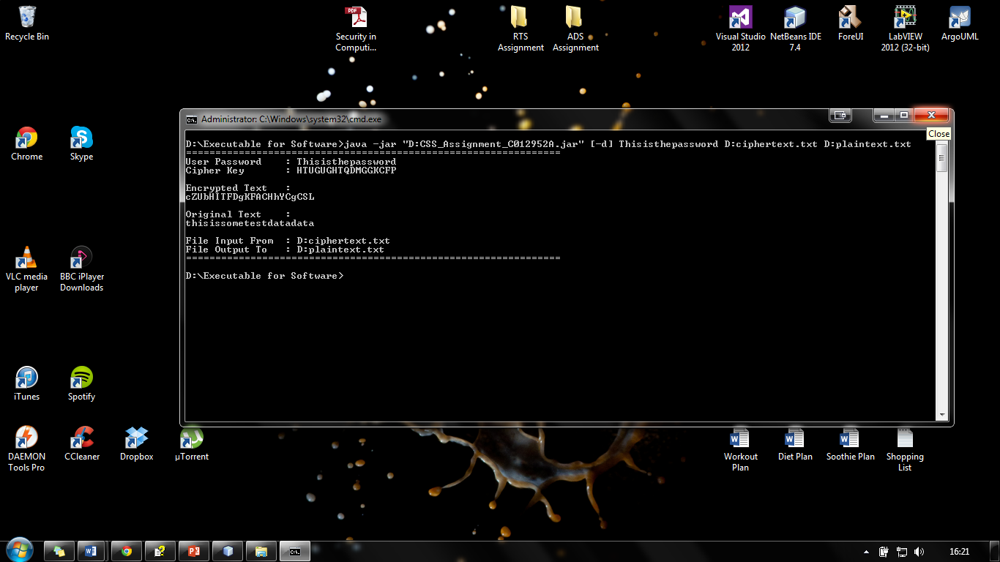 Recycle Bin
Security in
Computi...
RTS
Assignment
ADS
Assignment
Visual Studio
2012
NetBeans IDE
7.4
ForeUI
LabVIEW
2012 (32-bit)
ArgoUML
Chrome
Skype
VLC media
player
BBC iPlayer
Downloads
iTunes
Spotify
DAEMON
Tools Pro
CCleaner
Dropbox
µTorrent
Administrator: C:\Windows\system32\cmd.exe
Close
D:\Executable for Software>java -jar "D:CSS_Assignment_C012952A.jar" [-d] Thisisthepassword D:ciphertext.txt D:plaintext.txt
================================================================
User Password    : Thisisthepassword
Cipher Key       : HTUGUGHTQDMGGKCFP
Encrypted Text   :
cZUbHITFDgKFACHhYCgCSL
Original Text    :
thisissometestdatadata
File Input From  : D:ciphertext.txt
File Output To   : D:plaintext.txt
================================================================
D:\Executable for Software>
Workout
Plan
Diet Plan
Soothie Plan
Shopping
List
16:21